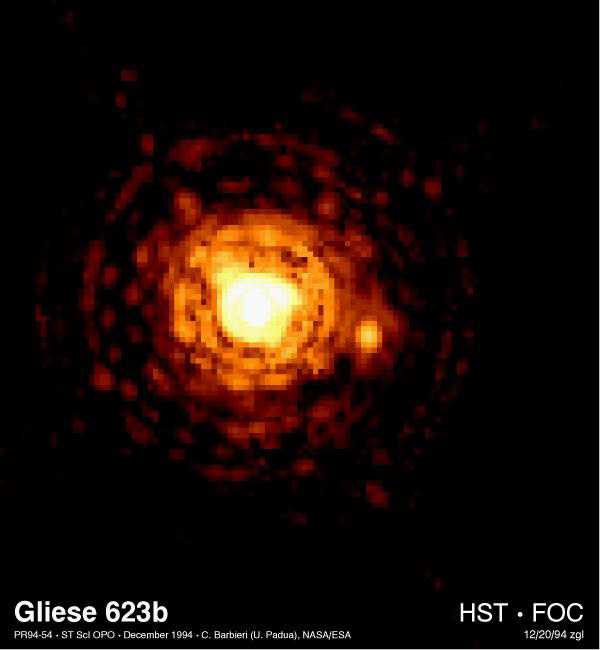 Gliese 623b
HST • FOC
PR94-54 • ST ScI OPO • December 1994 • C. Barbieri (U. Padua), NASA/ESA
12/20/94 zgl